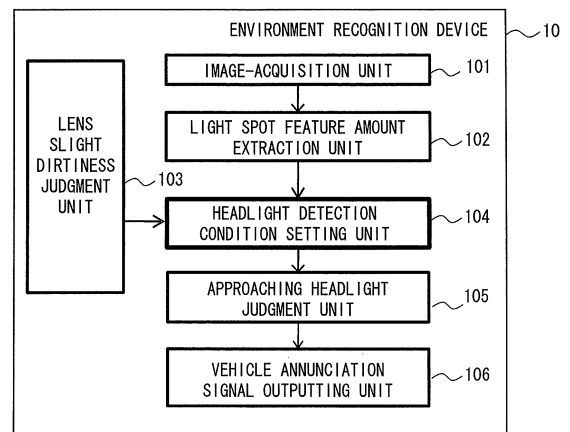 ENVIRONMENT RECOGNITION DEVICE
10
IMAGE-ACQUISITION UNIT
101
LIGHT SPOT FEATURE AMOUNT
EXTRACTION UNIT
102
LENS
SLIGHT
DIRTINESS
JUDGMENT
UNIT
103
HEADLIGHT DETECTION
CONDITION SETTING UNIT
104
APPROACHING HEADLIGHT
JUDGMENT UNIT
105
VEHICLE ANNUNCIATION
SIGNAL OUTPUTTING UNIT
106